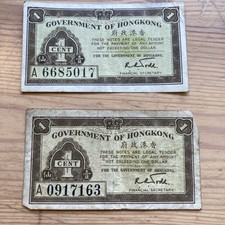 GOVERNMENT OF HONGKONG
府政港香
1
CENT
THESE NOTES ARE LEGAL TENDER
FOR THE PAYMENT OF ANY AMOUNT
NOT EXCEEDING ONE DOLLAR.
FOR THE GOVERNMENT OF HONGKONG.
A 6685017
FINANCIAL SECRETARY.
GOVERNMENT OF HONGKONG
府政港香
1
CENT
THESE NOTES ARE LEGAL TENDER
FOR THE PAYMENT OF ANY AMOUNT
NOT EXCEEDING ONE DOLLAR.
FOR THE GOVERNMENT OF HONGKONG.
A 0917163
FINANCIAL SECRETARY.